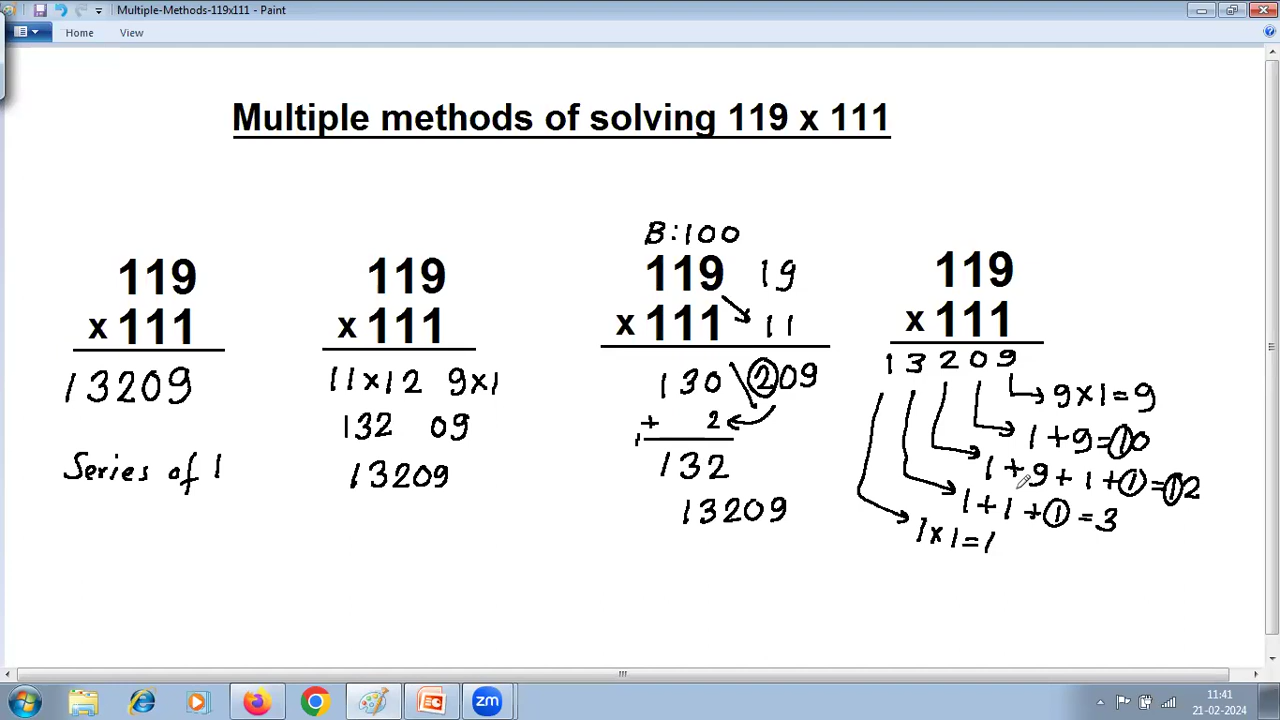 Multiple-Methods-119x111 - Paint
Home View
Multiple methods of solving 119 x 111
119
x 111
13209
Series of 1
119
x 111
11x12 9x1
132 09
13209
B:100
119 19
x 111 11
130 209
+ 2
1
132
13209
119
x 111
13209
9x1=9
1+9=10
1+9+1+1=12
1+1+1=3
1x1=1
zm
11:41
21-02-2024